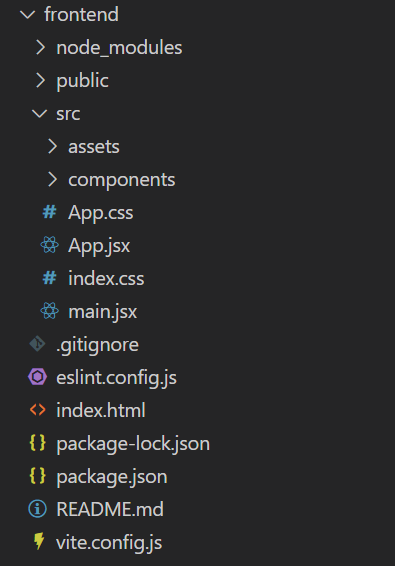 frontend
node_modules
public
src
assets
components
App.css
App.jsx
index.css
main.jsx
.gitignore
eslint.config.js
index.html
package-lock.json
package.json
README.md
vite.config.js